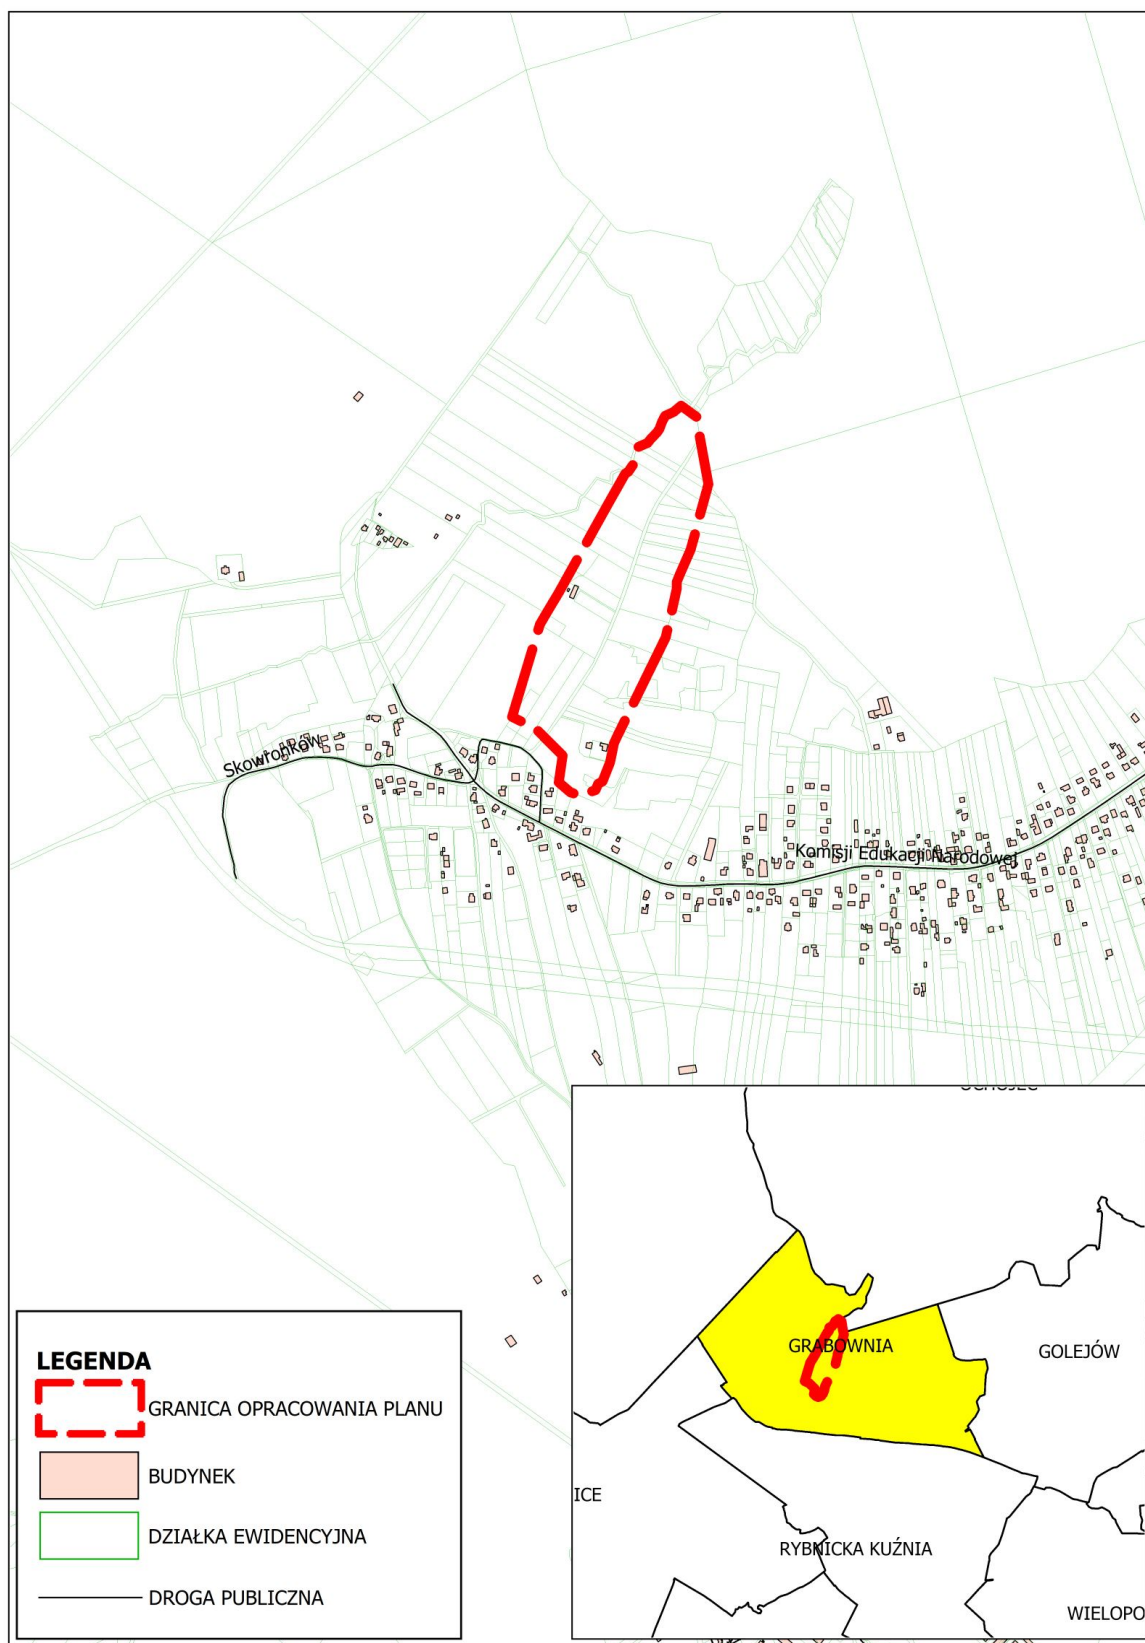 Skowronków
Komisji Edukacji Narodowej
GRABOWNIA
GOLEJÓW
ICE
RYBNICKA KUŹNIA
WIELOPO
LEGENDA
GRANICA OPRACOWANIA PLANU
BUDYNEK
DZIAŁKA EWIDENCYJNA
DROGA PUBLICZNA